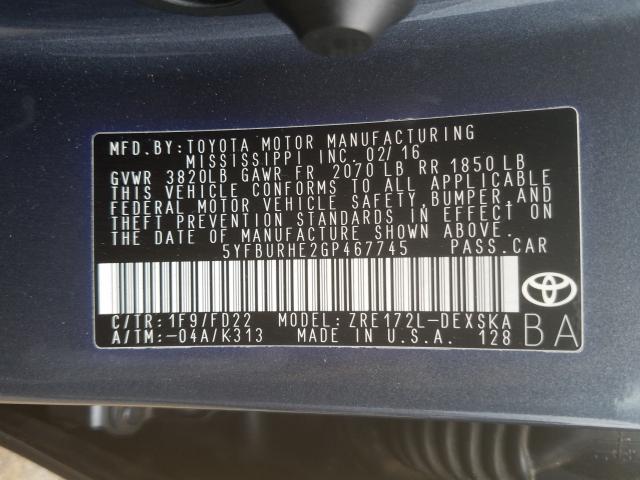 MFD.BY:TOYOTA MOTOR MANUFACTURING
MISSISSIPPI INC. 02/16
GVWR 3820LB GAWR FR 2070 LB RR 1850 LB
THIS VEHICLE CONFORMS TO ALL APPLICABLE
FEDERAL MOTOR VEHICLE SAFETY,BUMPER,AND
THEFT PREVENTION STANDARDS IN EFFECT ON
THE DATE OF MANUFACTURE SHOWN ABOVE.
5YFBURHE2GP467745 PASS.CAR
C/TR:1F9/FD22 MODEL:ZRE172L-DEXSKA
A/TM:-04A/K313 MADE IN U.S.A. 128
BA